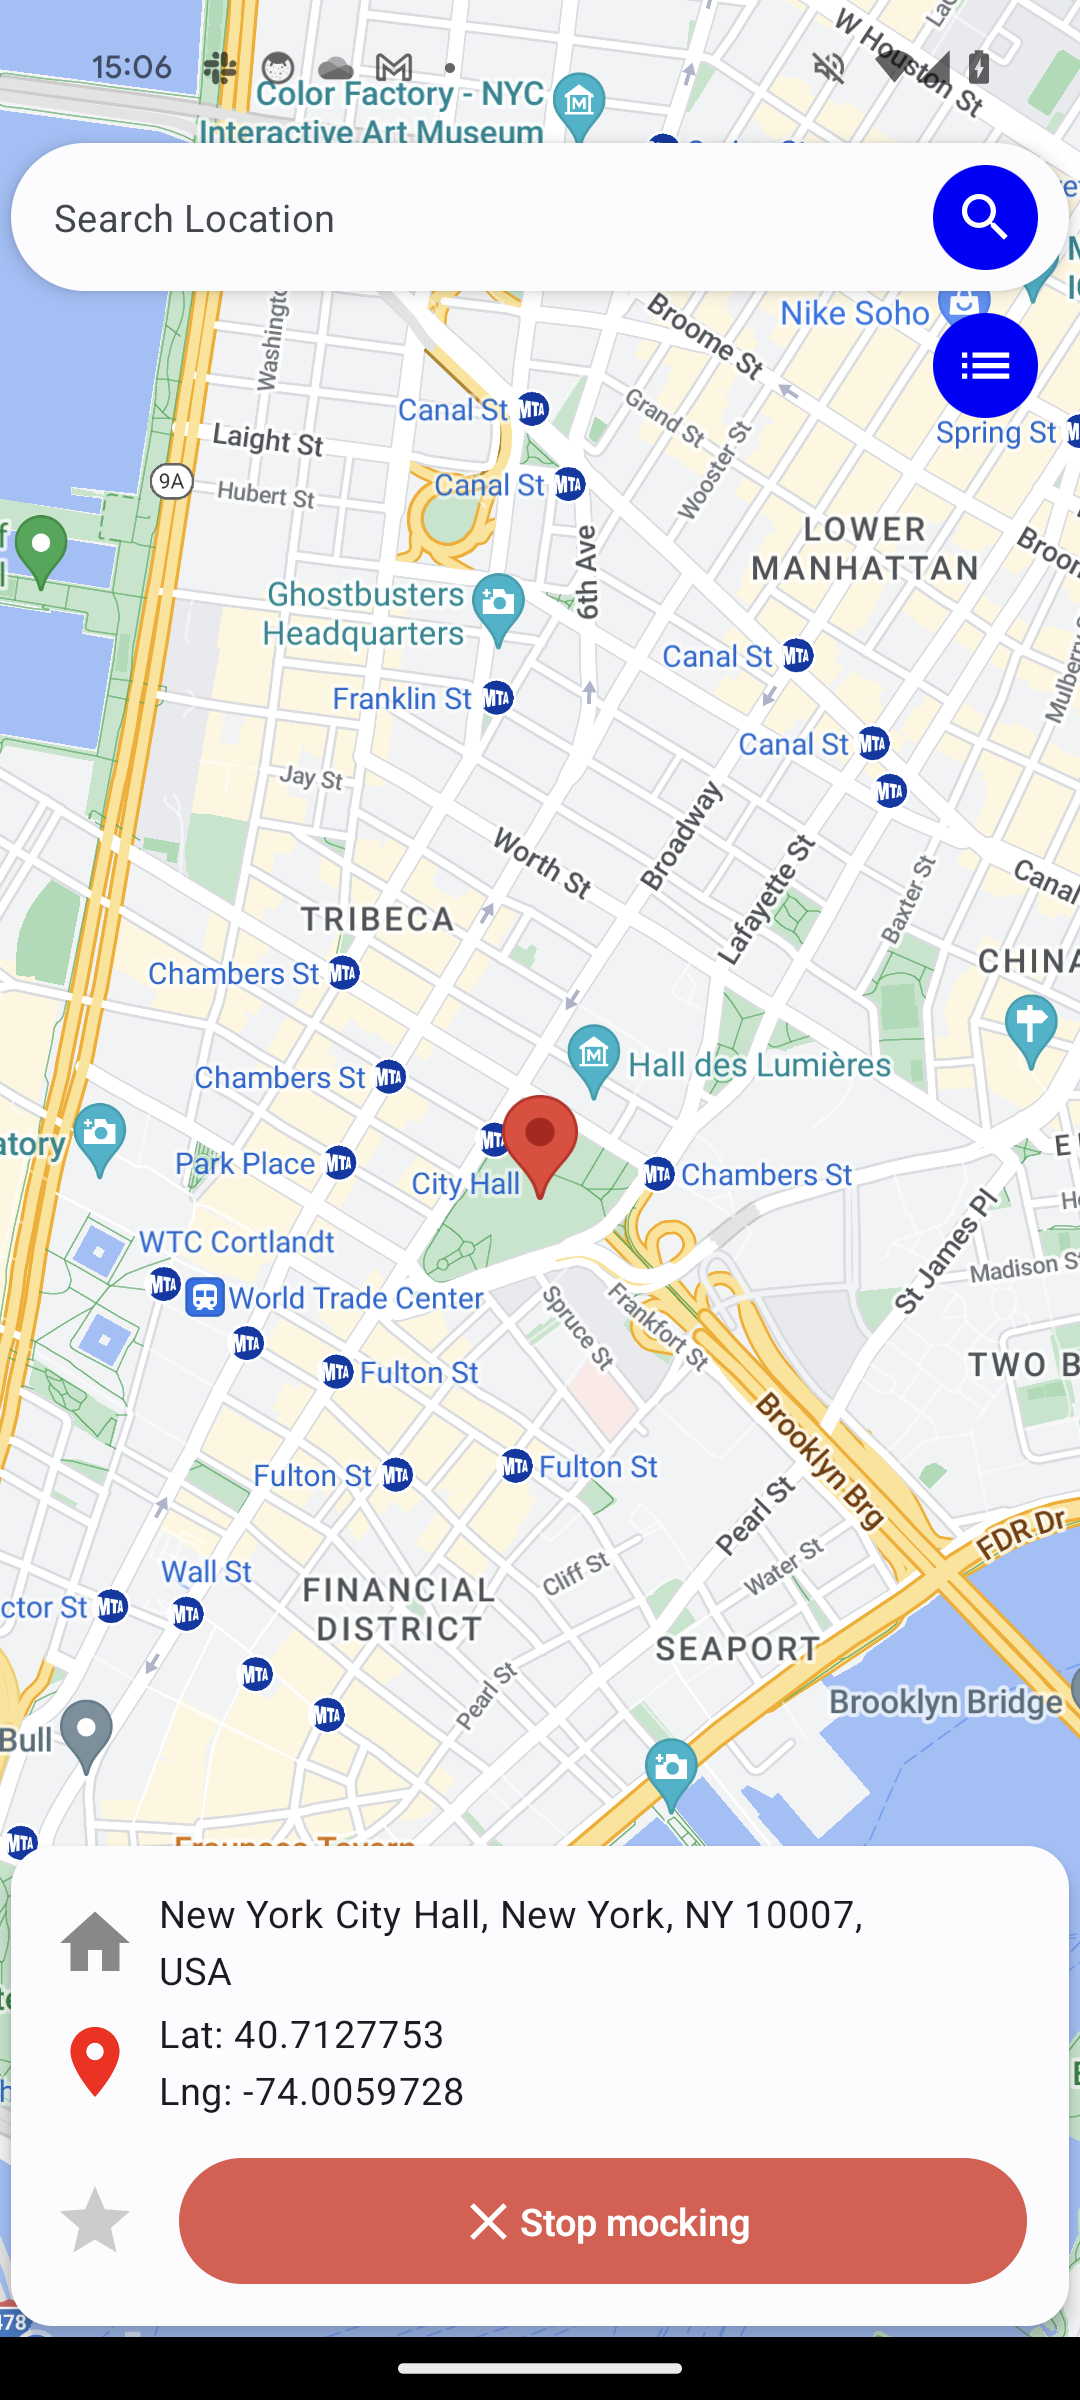 W Houston St
15:06
Color Factory - NYC
Interactive Art Museum
Search Location
Nike Soho
Broome St
Canal St
Grand St
Laight St
Wooster St
Spring St
9A
Hubert St
Canal St
LOWER
MANHATTAN
6th Ave
Ghostbusters
Headquarters
Canal St
Franklin St
Canal St
Jay St
Broadway
Worth St
Lafayette St
Baxter St
Canal
TRIBECA
Chambers St
Hall des Lumières
Chambers St
Park Place
City Hall
Chambers St
St James Pl
WTC Cortlandt
Madison St
World Trade Center
Spruce St
Frankfort St
Fulton St
Brooklyn Brg
Fulton St
Fulton St
Pearl St
FDR Dr
Water St
Cliff St
Wall St
FINANCIAL
DISTRICT
SEAPORT
Pearl St
Brooklyn Bridge
Bull
New York City Hall, New York, NY 10007,
USA
Lat: 40.7127753
Lng: -74.0059728
Stop mocking
478